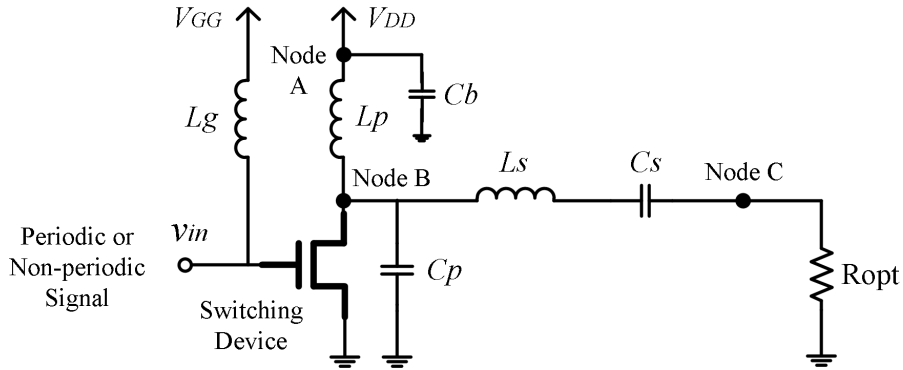 VGG
VDD
Node
A
Cb
Lg
Lp
Node B
Ls
Cs
Node C
Periodic or
Non-periodic
Signal
vin
Switching
Device
Cp
Ropt